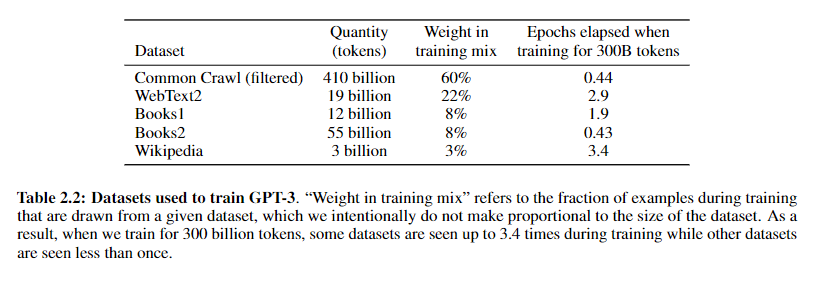 Quantity Weight in Epochs elapsed when
Dataset (tokens) training mix training for 300B tokens
Common Crawl (filtered) 410 billion 60% 0.44
WebText2 19 billion 22% 2.9
Books1 12 billion 8% 1.9
Books2 55 billion 8% 0.43
Wikipedia 3 billion 3% 3.4
Table 2.2: Datasets used to train GPT-3. “Weight in training mix” refers to the fraction of examples during training
that are drawn from a given dataset, which we intentionally do not make proportional to the size of the dataset. As a
result, when we train for 300 billion tokens, some datasets are seen up to 3.4 times during training while other datasets
are seen less than once.